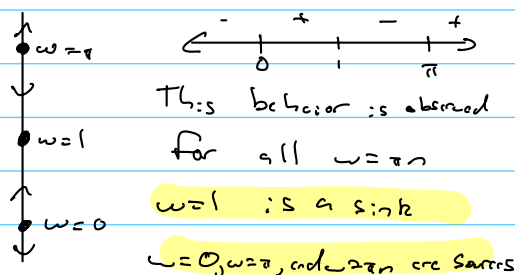 - + - +
0 1 π
ω=π
This behavior is observed
ω=1
for all ω=πn
ω=1 is a sink
ω=0
ω=0, ω=π, and ω=πn are sources